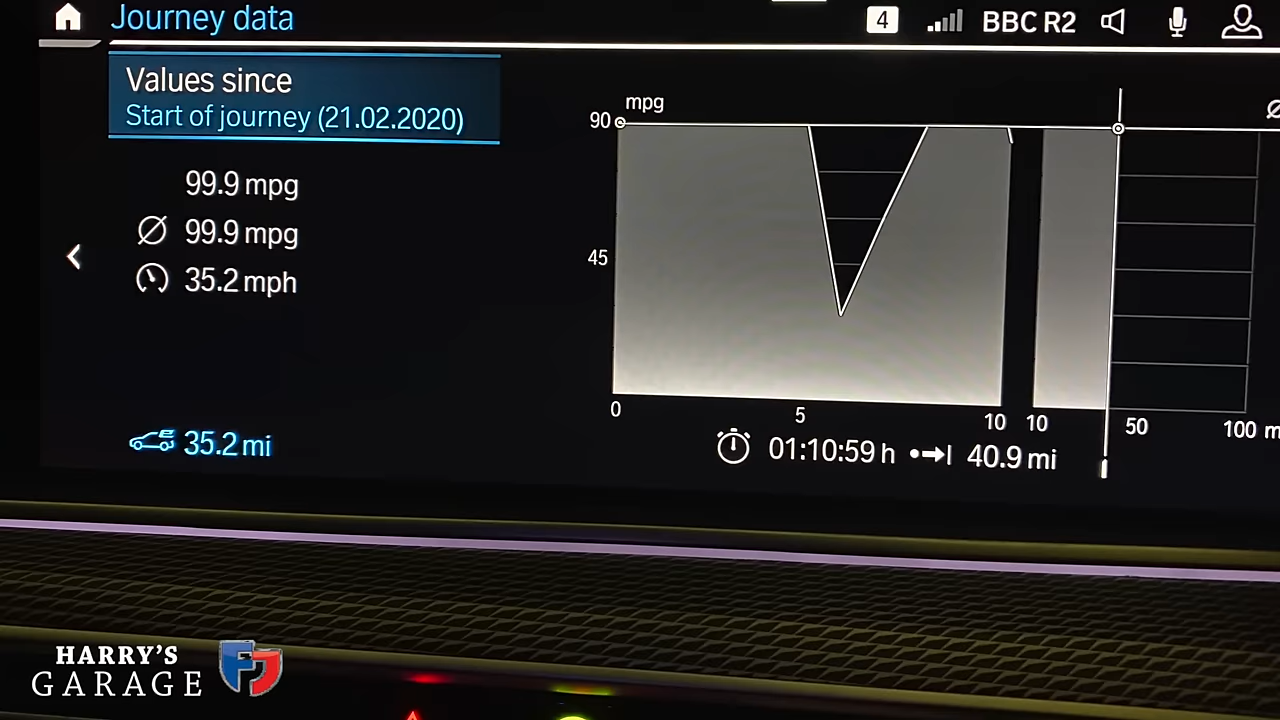 Journey data
4
BBC R2
Values since
Start of journey (21.02.2020)
99.9 mpg
Ø 99.9 mpg
35.2 mph
35.2 mi
mpg
90
Ø
45
0
5
10
10
50
100 m
01:10:59 h
40.9 mi
HARRY'S
GARAGE